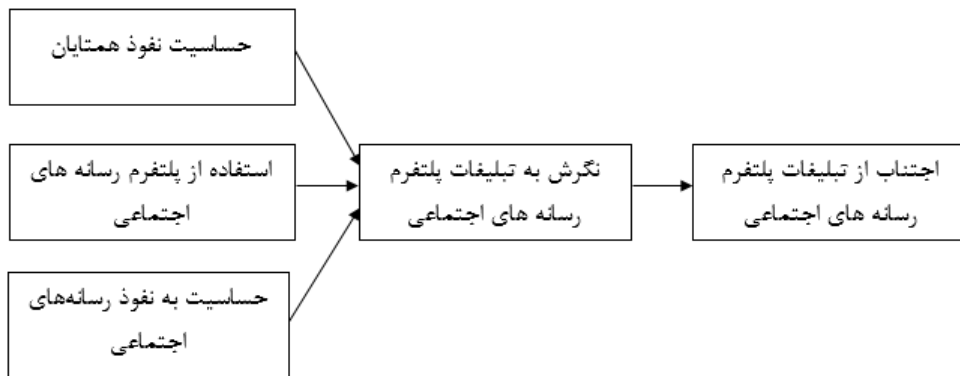 حساسیت نفوذ همتایان
استفاده از پلتفرم رسانه های
اجتماعی
حساسیت به نفوذ رسانه‌های
اجتماعی
نگرش به تبلیغات پلتفرم
رسانه های اجتماعی
اجتناب از تبلیغات پلتفرم
رسانه های اجتماعی